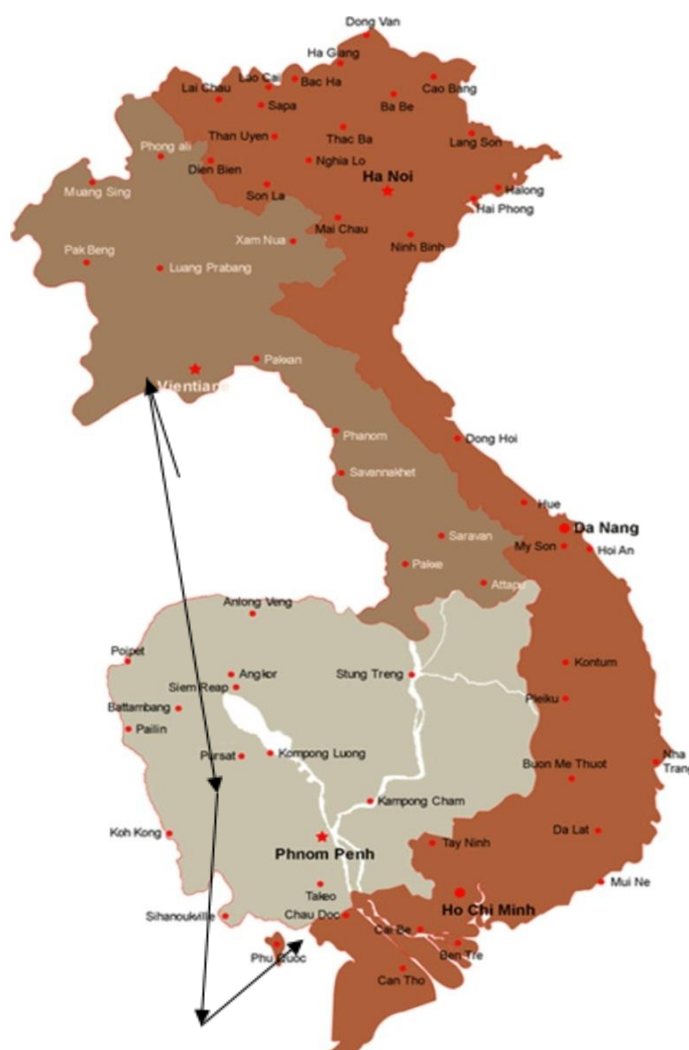 Dong Van
Ha Giang
Lao Cai
Bac Ha
Lai Chau
Cao Bang
Sapa
Ba Be
Than Uyen
Thac Ba
Lang Son
Phong ali
Dien Bien
Nghia Lo
Ha Noi
Muang Sing
Son La
Halong
Hai Phong
Mai Chau
Xam Nua
Ninh Binh
Pak Beng
Luang Prabang
Pakxan
Vientiane
Phanom
Dong Hoi
Savannakhet
Hue
Da Nang
Saravan
My Son
Hoi An
Pakxe
Attapu
Anlong Veng
Poipet
Kontum
Angkor
Stung Treng
Siem Reap
Pleiku
Battambang
Pailin
Pursat
Kompong Luong
Nha
Trang
Buon Me Thuot
Kampong Cham
Koh Kong
Da Lat
Tay Ninh
Phnom Penh
Mui Ne
Takeo
Ho Chi Minh
Sihanoukville
Chau Doc
Cai Be
Phu Quoc
Ben Tre
Can Tho